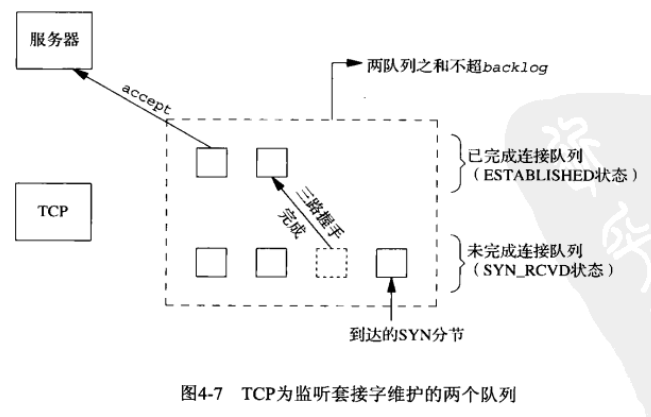 服务器
accept
两队列之和不超backlog
已完成连接队列
（ESTABLISHED状态）
TCP
三路握手
完成
未完成连接队列
（SYN_RCVD状态）
到达的SYN分节
图4-7 TCP为监听套接字维护的两个队列